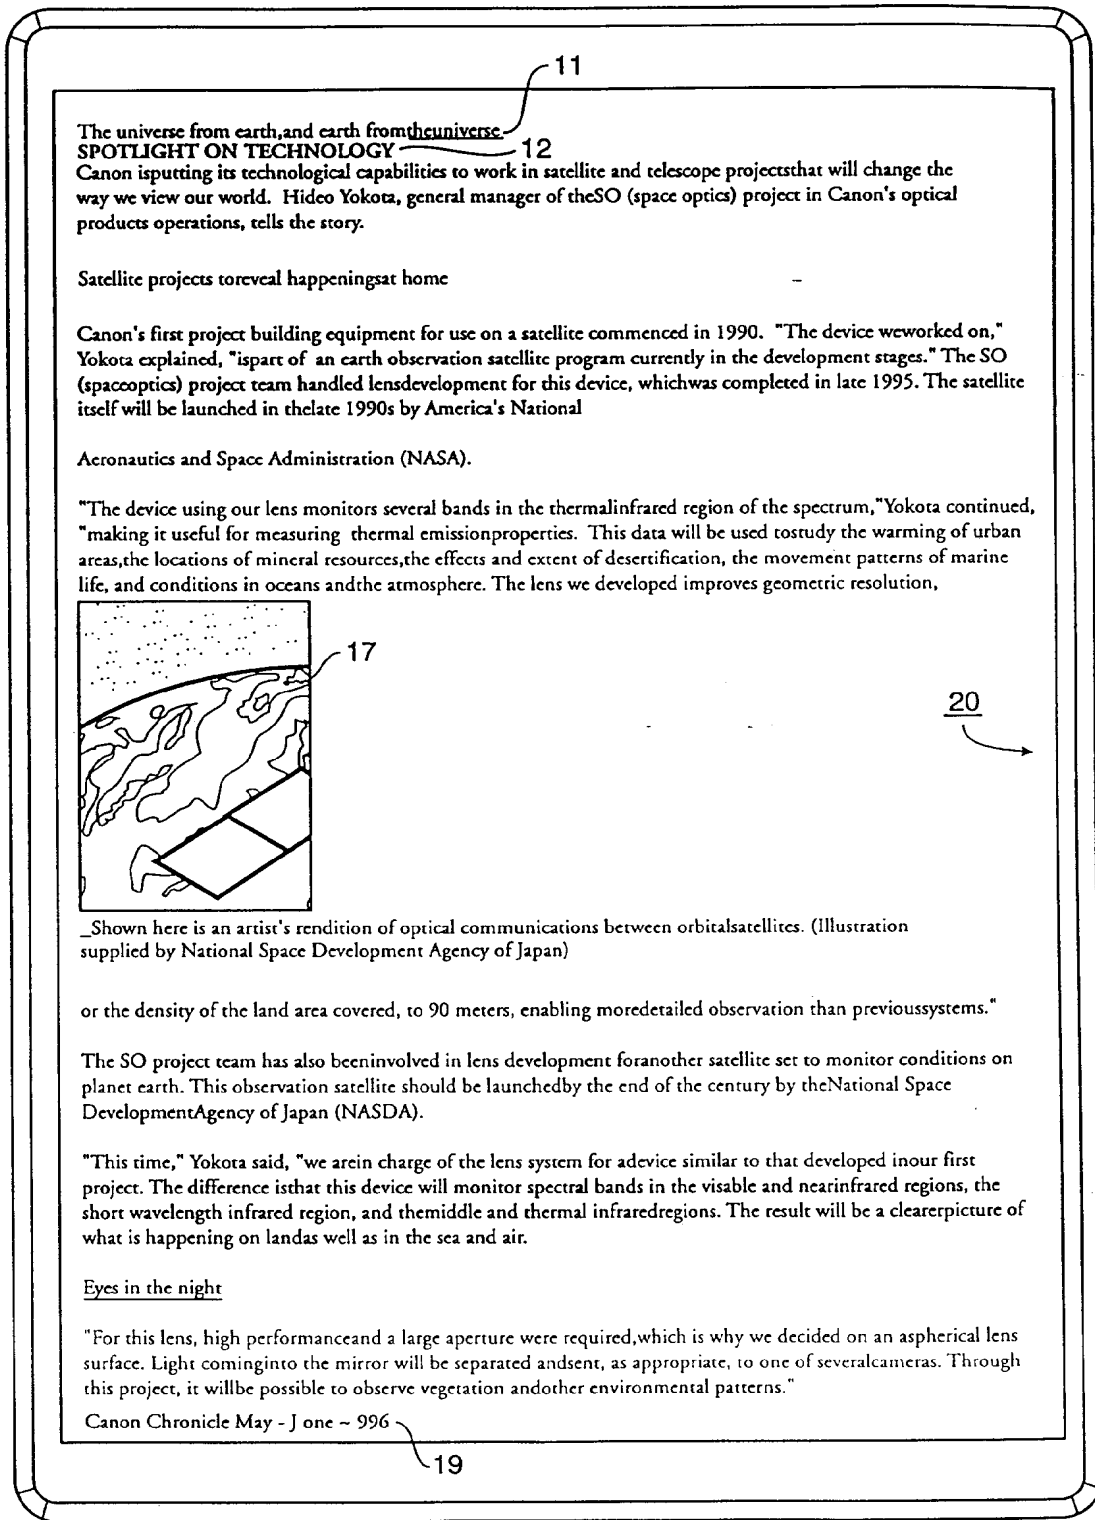 11
The universe from earth,and earth fromtheuniverse
SPOTLIGHT ON TECHNOLOGY 12
Canon isputting its technological capabilities to work in satellite and telescope projectsthat will change the
way we view our world. Hideo Yokota, general manager of theSO (space optics) project in Canon's optical
products operations, tells the story.
Satellite projects toreveal happeningsat home
Canon's first project building equipment for use on a satellite commenced in 1990. "The device weworked on,"
Yokota explained, "ispart of an earth observation satellite program currently in the development stages." The SO
(spaceoptics) project team handled lensdevelopment for this device, whichwas completed in late 1995. The satellite
itself will be launched in thelate 1990s by America's National
Aeronautics and Space Administration (NASA).
"The device using our lens monitors several bands in the thermalinfrared region of the spectrum,"Yokota continued,
"making it useful for measuring thermal emissionproperties. This data will be used tostudy the warming of urban
areas,the locations of mineral resources,the effects and extent of desertification, the movement patterns of marine
life, and conditions in oceans andthe atmosphere. The lens we developed improves geometric resolution,
17
20
_Shown here is an artist's rendition of optical communications between orbitalsatellites. (Illustration
supplied by National Space Development Agency of Japan)
or the density of the land area covered, to 90 meters, enabling moredetailed observation than previoussystems."
The SO project team has also beeninvolved in lens development foranother satellite set to monitor conditions on
planet earth. This observation satellite should be launchedby the end of the century by theNational Space
DevelopmentAgency of Japan (NASDA).
"This time," Yokota said, "we arein charge of the lens system for adevice similar to that developed inour first
project. The difference isthat this device will monitor spectral bands in the visable and nearinfrared regions, the
short wavelength infrared region, and themiddle and thermal infraredregions. The result will be a clearerpicture of
what is happening on landas well as in the sea and air.
Eyes in the night
"For this lens, high performanceand a large aperture were required,which is why we decided on an aspherical lens
surface. Light cominginto the mirror will be separated andsent, as appropriate, to one of severalcameras. Through
this project, it willbe possible to observe vegetation andother environmental patterns."
Canon Chronicle May - J one ~ 996
19